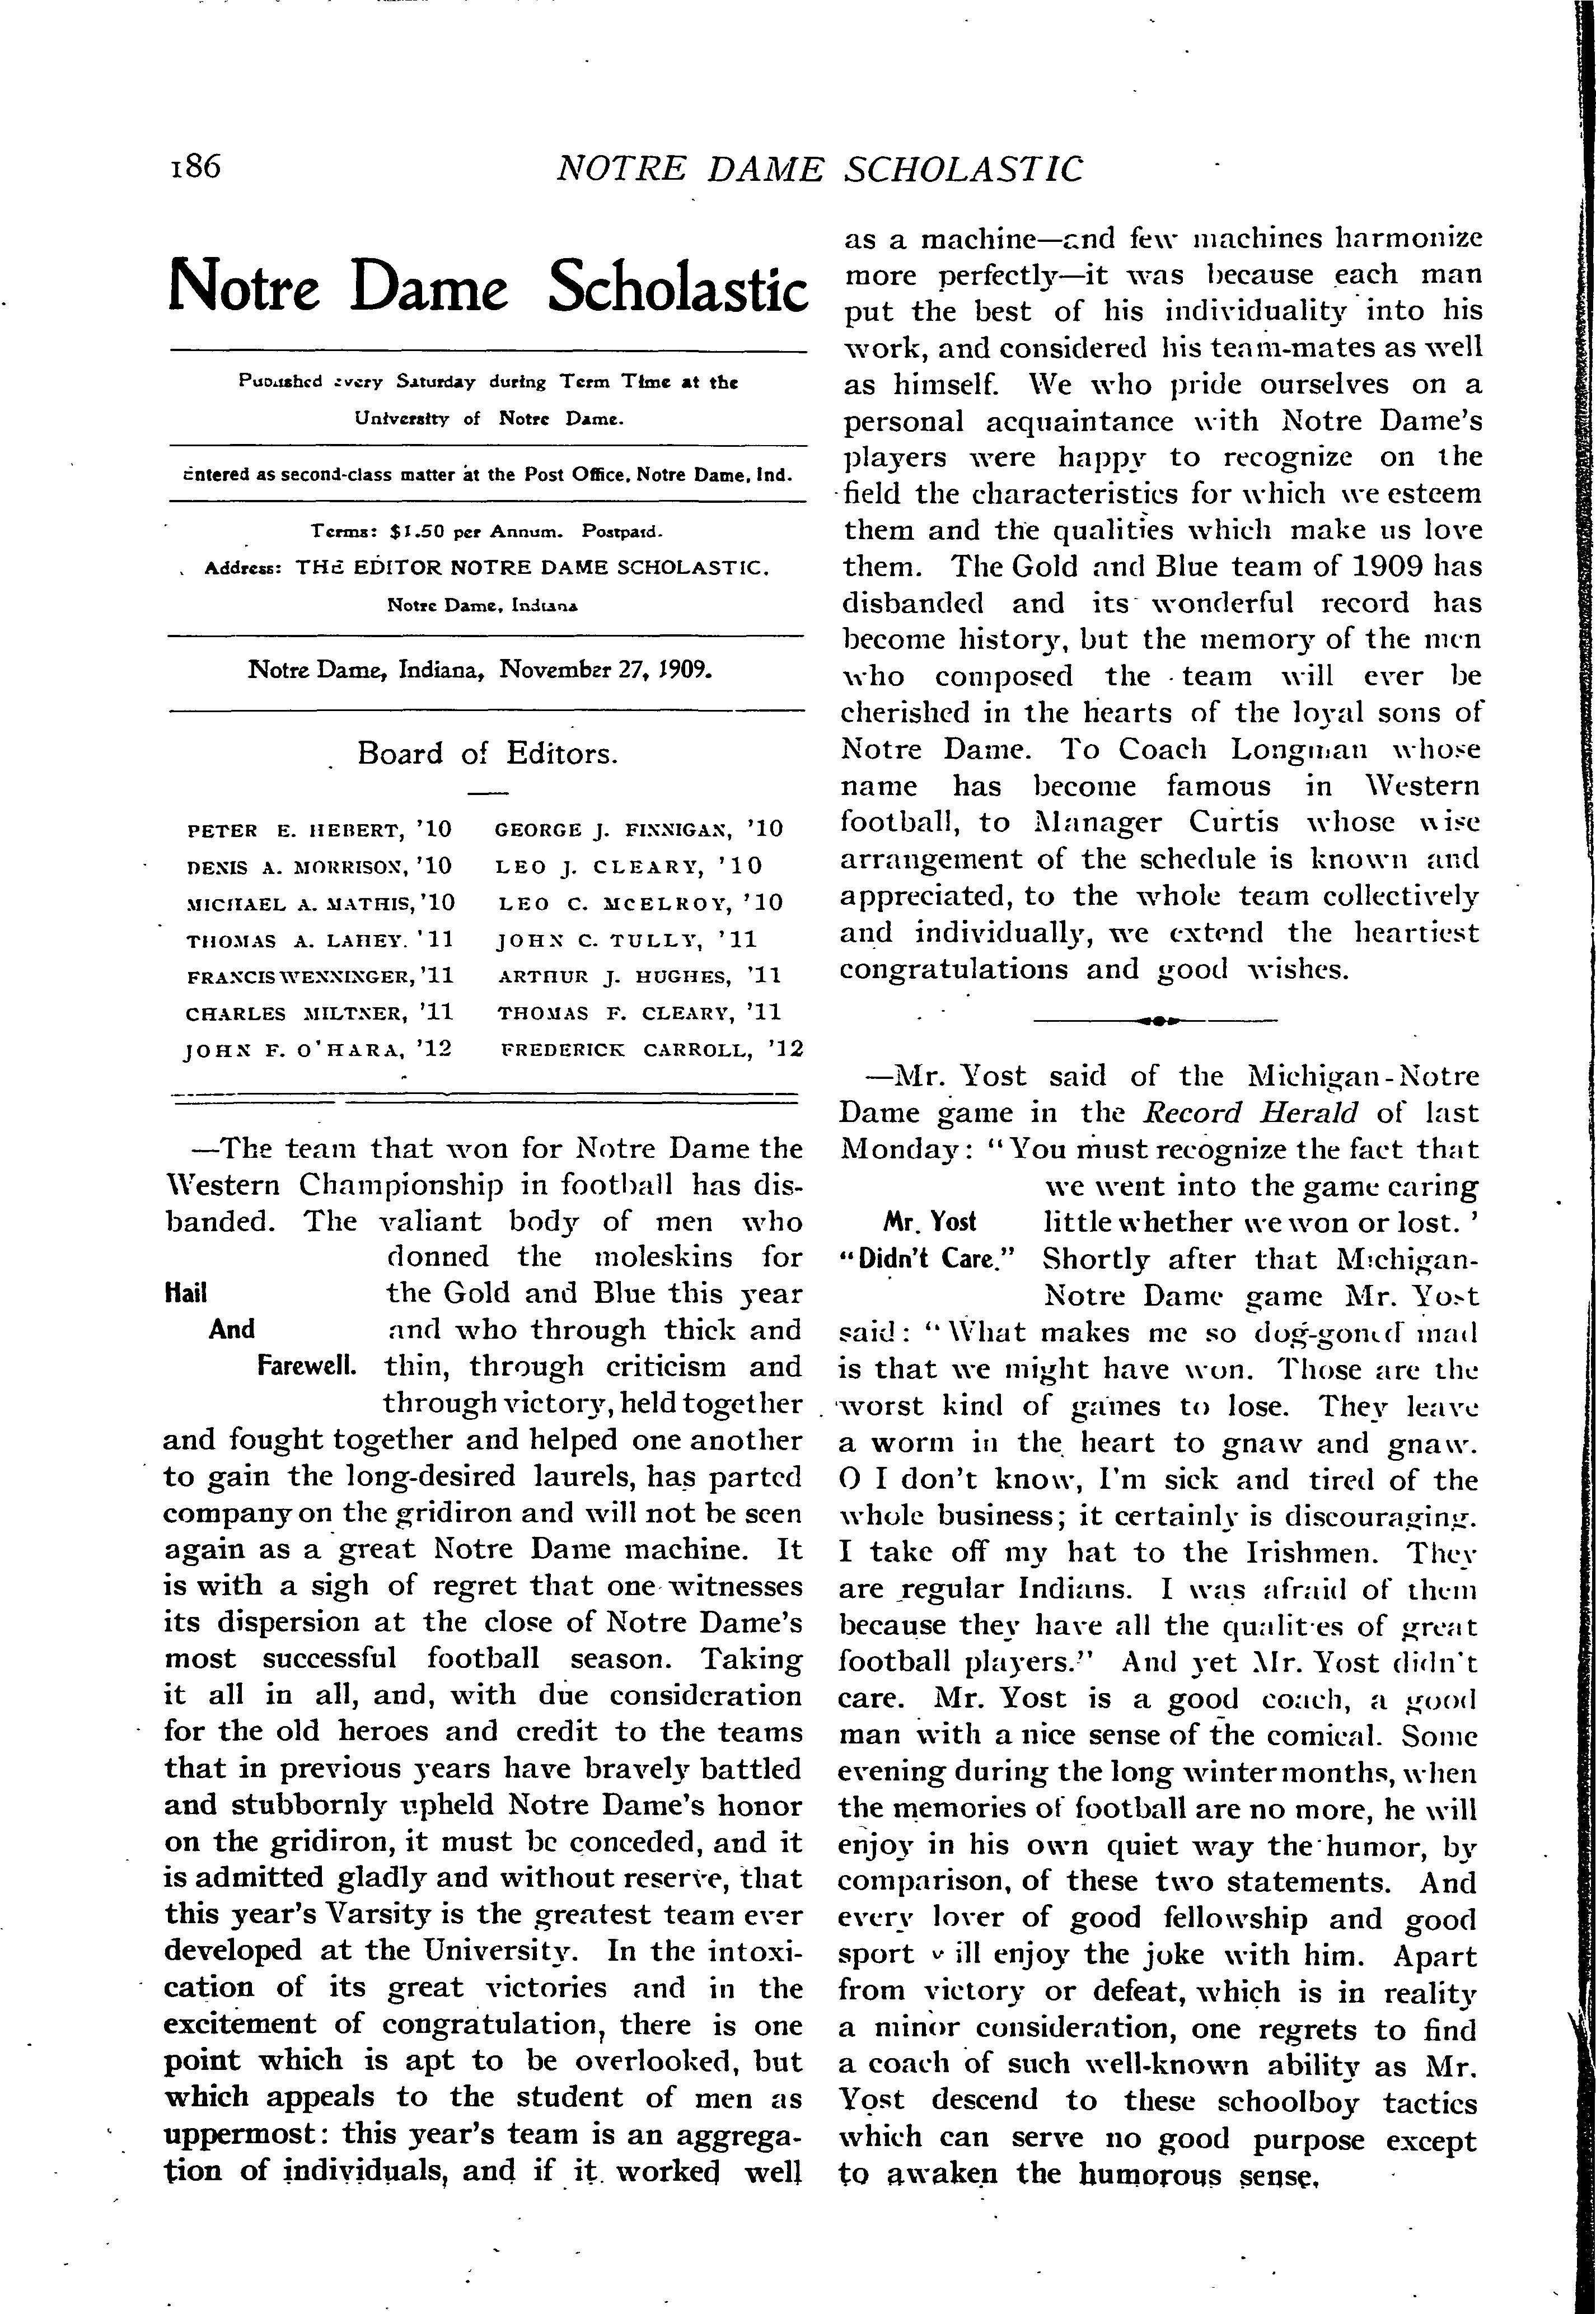 186
NOTRE DAME SCHOLASTIC
Notre Dame Scholastic
Published every Saturday during Term Time at the
University of Notre Dame.
Entered as second-class matter at the Post Office, Notre Dame, Ind.
Terms: $1.50 per Annum. Postpaid.
Address: THE EDITOR NOTRE DAME SCHOLASTIC.
Notre Dame, Indiana
Notre Dame, Indiana, November 27, 1909.
Board of Editors.
PETER E. HEBERT, '10 GEORGE J. FINNIGAN, '10
DENIS A. MORRISON, '10 LEO J. CLEARY, '10
MICHAEL A. MATHIS, '10 LEO C. MCELROY, '10
THOMAS A. LAHEY. '11 JOHN C. TULLY, '11
FRANCIS WENNINGER, '11 ARTHUR J. HUGHES, '11
CHARLES MILTNER, '11 THOMAS F. CLEARY, '11
JOHN F. O'HARA, '12 FREDERICK CARROLL, '12
—The team that won for Notre Dame the
Western Championship in football has dis-
banded. The valiant body of men who
donned the moleskins for
Hail the Gold and Blue this year
And and who through thick and
Farewell. thin, through criticism and
through victory, held together
and fought together and helped one another
to gain the long-desired laurels, has parted
company on the gridiron and will not be seen
again as a great Notre Dame machine. It
is with a sigh of regret that one witnesses
its dispersion at the close of Notre Dame's
most successful football season. Taking
it all in all, and, with due consideration
for the old heroes and credit to the teams
that in previous years have bravely battled
and stubbornly upheld Notre Dame's honor
on the gridiron, it must be conceded, and it
is admitted gladly and without reserve, that
this year's Varsity is the greatest team ever
developed at the University. In the intoxi-
cation of its great victories and in the
excitement of congratulation, there is one
point which is apt to be overlooked, but
which appeals to the student of men as
uppermost: this year's team is an aggrega-
tion of individuals, and if it worked well
as a machine—and few machines harmonize
more perfectly—it was because each man
put the best of his individuality into his
work, and considered his team-mates as well
as himself. We who pride ourselves on a
personal acquaintance with Notre Dame's
players were happy to recognize on the
field the characteristics for which we esteem
them and the qualities which make us love
them. The Gold and Blue team of 1909 has
disbanded and its wonderful record has
become history, but the memory of the men
who composed the team will ever be
cherished in the hearts of the loyal sons of
Notre Dame. To Coach Longman whose
name has become famous in Western
football, to Manager Curtis whose wise
arrangement of the schedule is known and
appreciated, to the whole team collectively
and individually, we extend the heartiest
congratulations and good wishes.
—Mr. Yost said of the Michigan-Notre
Dame game in the Record Herald of last
Monday: "You must recognize the fact that
we went into the game caring
Mr. Yost little whether we won or lost.'
"Didn't Care." Shortly after that Michigan-
Notre Dame game Mr. Yost
said: "What makes me so dog-goned mad
is that we might have won. Those are the
worst kind of games to lose. They leave
a worm in the heart to gnaw and gnaw.
O I don't know, I'm sick and tired of the
whole business; it certainly is discouraging.
I take off my hat to the Irishmen. They
are regular Indians. I was afraid of them
because they have all the qualities of great
football players." And yet Mr. Yost didn't
care. Mr. Yost is a good coach, a good
man with a nice sense of the comical. Some
evening during the long winter months, when
the memories of football are no more, he will
enjoy in his own quiet way the humor, by
comparison, of these two statements. And
every lover of good fellowship and good
sport will enjoy the joke with him. Apart
from victory or defeat, which is in reality
a minor consideration, one regrets to find
a coach of such well-known ability as Mr.
Yost descend to these schoolboy tactics
which can serve no good purpose except
to awaken the humorous sense.